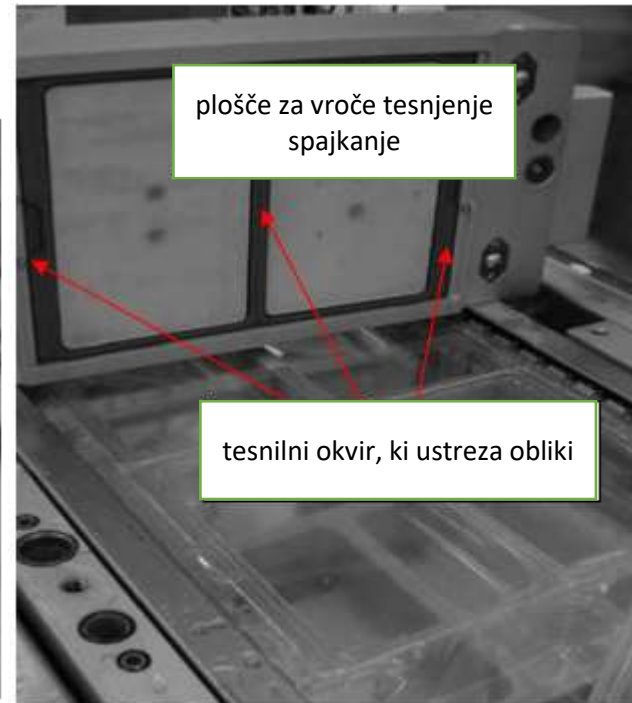 plošče za vroče tesnjenje
spajkanje
tesnilni okvir, ki ustreza obliki